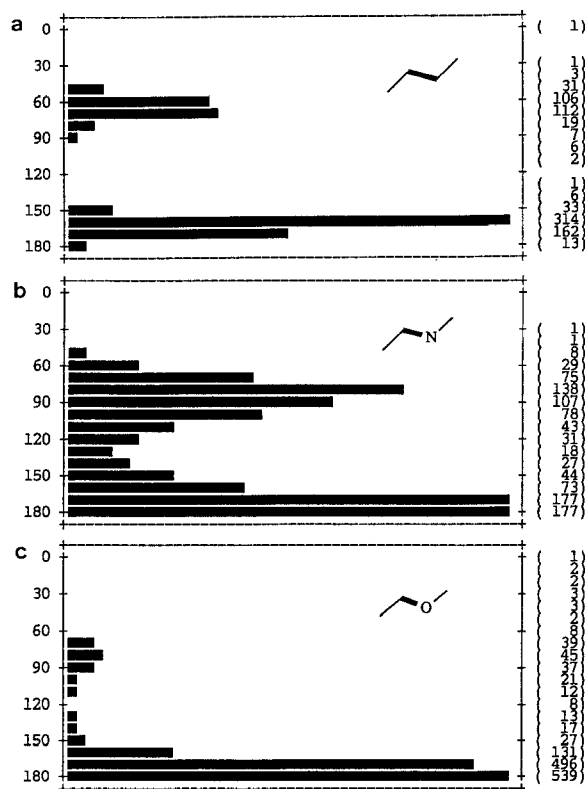 a
0 ( 1)
30 ( 1)
( 3)
( 31)
60 (106)
(112)
( 19)
90 ( 7)
( 6)
( 2)
120
( 1)
( 6)
150 ( 33)
(314)
(162)
180 ( 13)
b
0
30 ( 1)
N ( 1)
( 8)
60 ( 29)
( 75)
(138)
90 (107)
( 78)
( 43)
120 ( 31)
( 18)
( 27)
150 ( 44)
( 73)
(177)
180 (177)
c
0 ( 1)
( 2)
( 2)
30 ( 3)
O ( 3)
( 2)
60 ( 8)
( 39)
( 45)
90 ( 37)
( 21)
( 12)
120 ( 8)
( 13)
( 17)
150 ( 27)
(131)
(496)
180 (539)